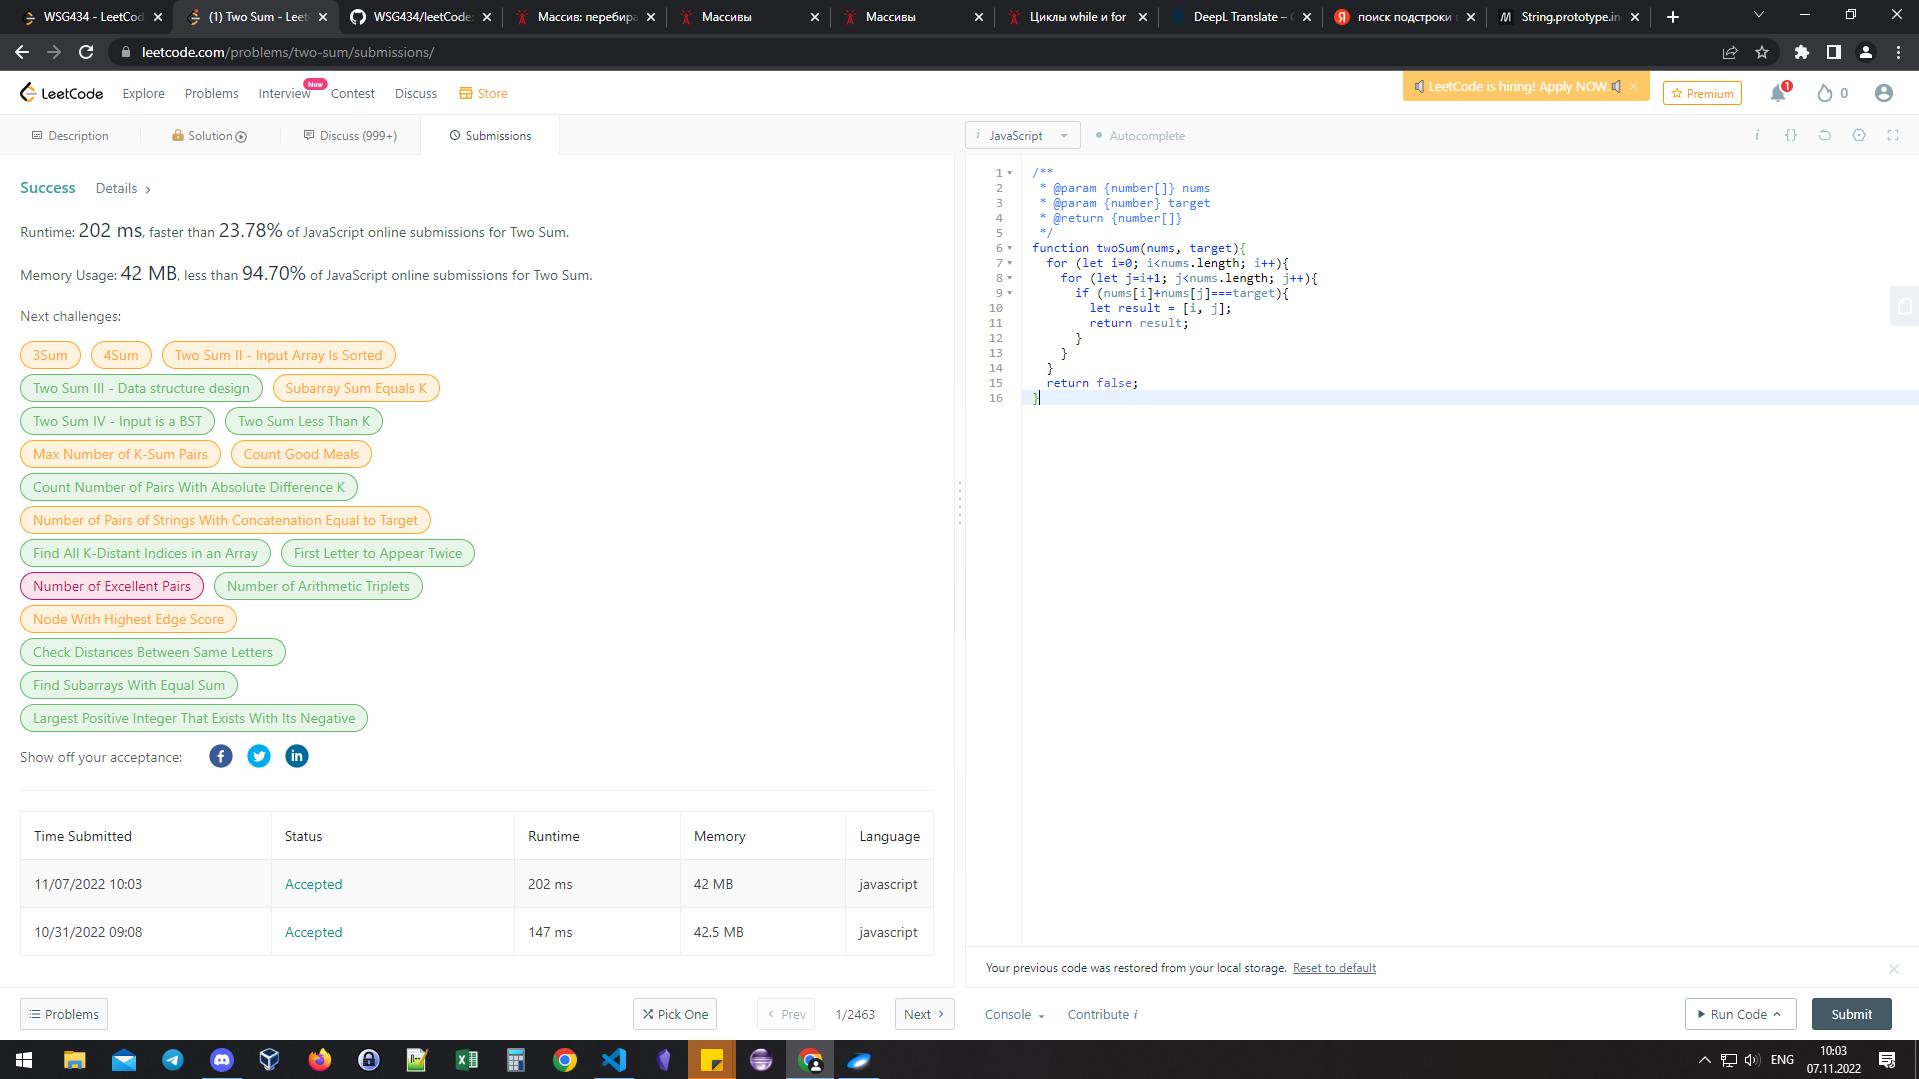 WSG434 - LeetCod
(1) Two Sum - Leet
WSG434/leetCode
Массив: перебира
Массивы
Массивы
Циклы while и for
DeepL Translate –
поиск подстроки
String.prototype.in
leetcode.com/problems/two-sum/submissions/
LeetCode
Explore
Problems
Interview
New
Contest
Discuss
Store
LeetCode is hiring! Apply NOW.
Premium
1
0
Description
Solution
Discuss (999+)
Submissions
i JavaScript
Autocomplete
i
{}
Success
Details
Runtime: 202 ms, faster than 23.78% of JavaScript online submissions for Two Sum.
Memory Usage: 42 MB, less than 94.70% of JavaScript online submissions for Two Sum.
Next challenges:
3Sum
4Sum
Two Sum II - Input Array Is Sorted
Two Sum III - Data structure design
Subarray Sum Equals K
Two Sum IV - Input is a BST
Two Sum Less Than K
Max Number of K-Sum Pairs
Count Good Meals
Count Number of Pairs With Absolute Difference K
Number of Pairs of Strings With Concatenation Equal to Target
Find All K-Distant Indices in an Array
First Letter to Appear Twice
Number of Excellent Pairs
Number of Arithmetic Triplets
Node With Highest Edge Score
Check Distances Between Same Letters
Find Subarrays With Equal Sum
Largest Positive Integer That Exists With Its Negative
Show off your acceptance:
Time Submitted Status Runtime Memory Language
11/07/2022 10:03 Accepted 202 ms 42 MB javascript
10/31/2022 09:08 Accepted 147 ms 42.5 MB javascript
1 /**
2 * @param {number[]} nums
3 * @param {number} target
4 * @return {number[]}
5 */
6 function twoSum(nums, target){
7 for (let i=0; i<nums.length; i++){
8 for (let j=i+1; j<nums.length; j++){
9 if (nums[i]+nums[j]===target){
10 let result = [i, j];
11 return result;
12 }
13 }
14 }
15 return false;
16 }
Your previous code was restored from your local storage. Reset to default
Problems
Pick One
Prev
1/2463
Next
Console
Contribute i
Run Code
Submit
ENG
10:03
07.11.2022